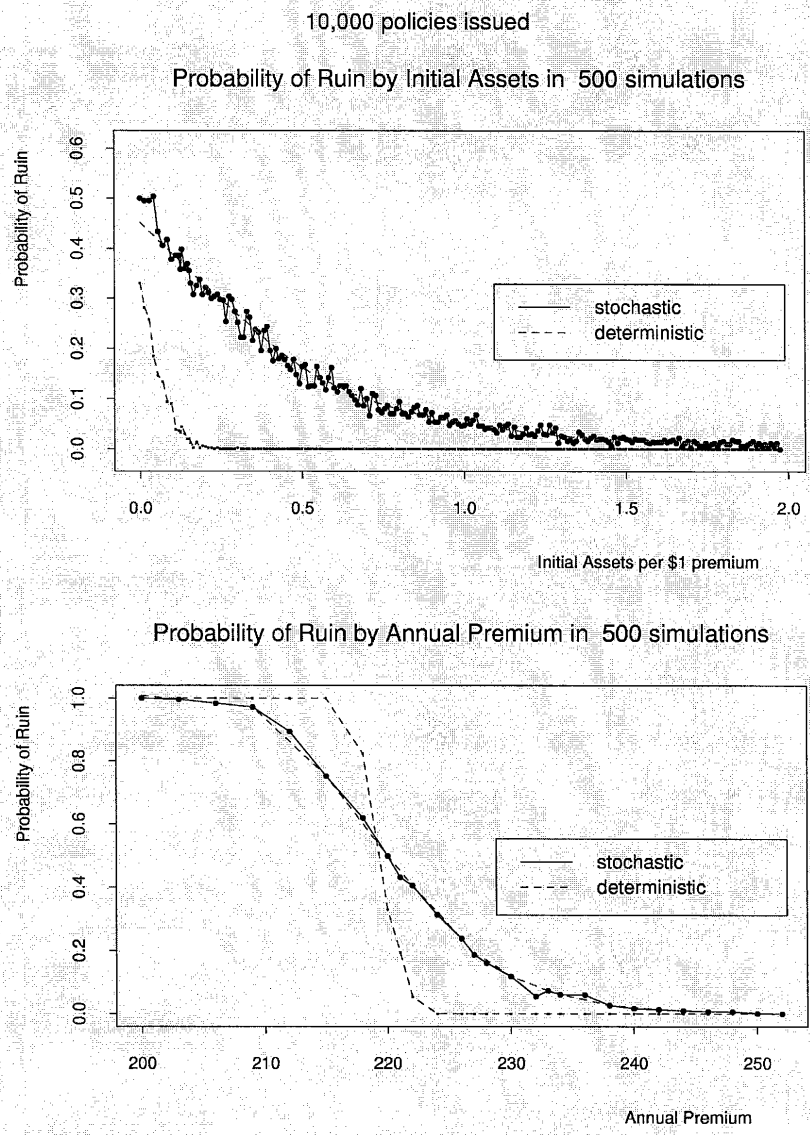 10,000 policies issued
Probability of Ruin by Initial Assets in 500 simulations
Probability of Ruin
0.6
0.5
0.4
0.3
0.2
0.1
0.0
stochastic
deterministic
0.0 0.5 1.0 1.5 2.0
Initial Assets per $1 premium
Probability of Ruin by Annual Premium in 500 simulations
Probability of Ruin
1.0
0.8
0.6
0.4
0.2
0.0
stochastic
deterministic
200 210 220 230 240 250
Annual Premium